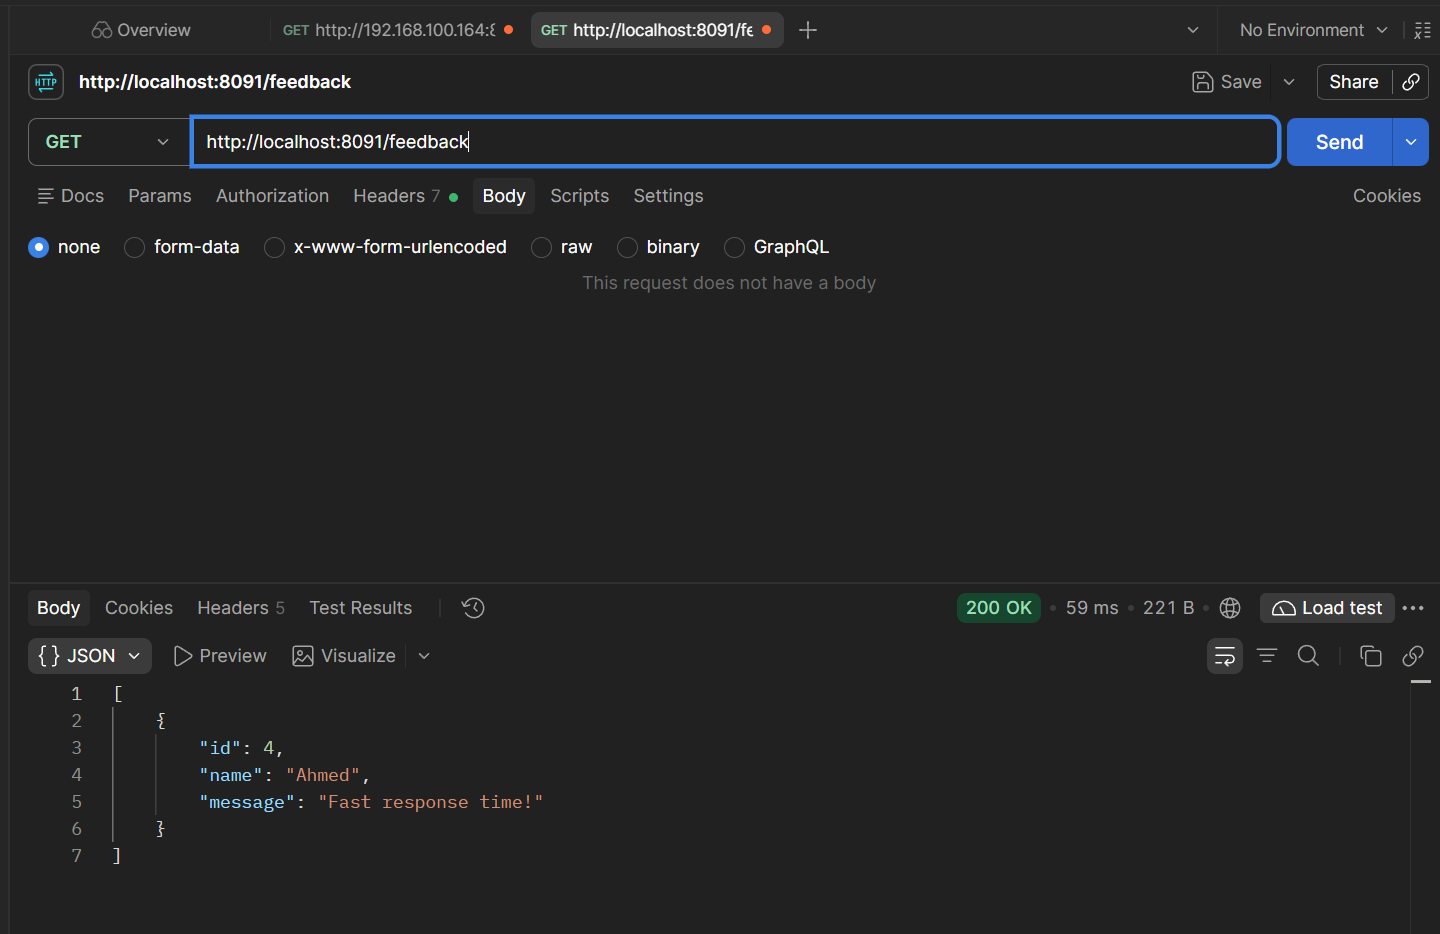 Overview GET http://192.168.100.164:8 GET http://localhost:8091/fe No Environment
HTTP http://localhost:8091/feedback Save Share
GET http://localhost:8091/feedback Send
Docs Params Authorization Headers 7 Body Scripts Settings Cookies
none form-data x-www-form-urlencoded raw binary GraphQL
This request does not have a body
Body Cookies Headers 5 Test Results 200 OK 59 ms 221 B Load test
{} JSON Preview Visualize
1 [
2 {
3 "id": 4,
4 "name": "Ahmed",
5 "message": "Fast response time!"
6 }
7 ]